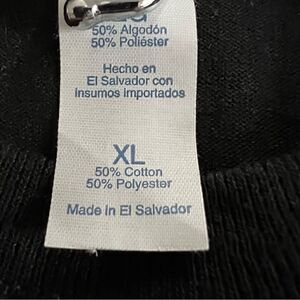 50% Algodón
50% Poliéster
Hecho en
El Salvador con
insumos importados
XL
50% Cotton
50% Polyester
Made in El Salvador